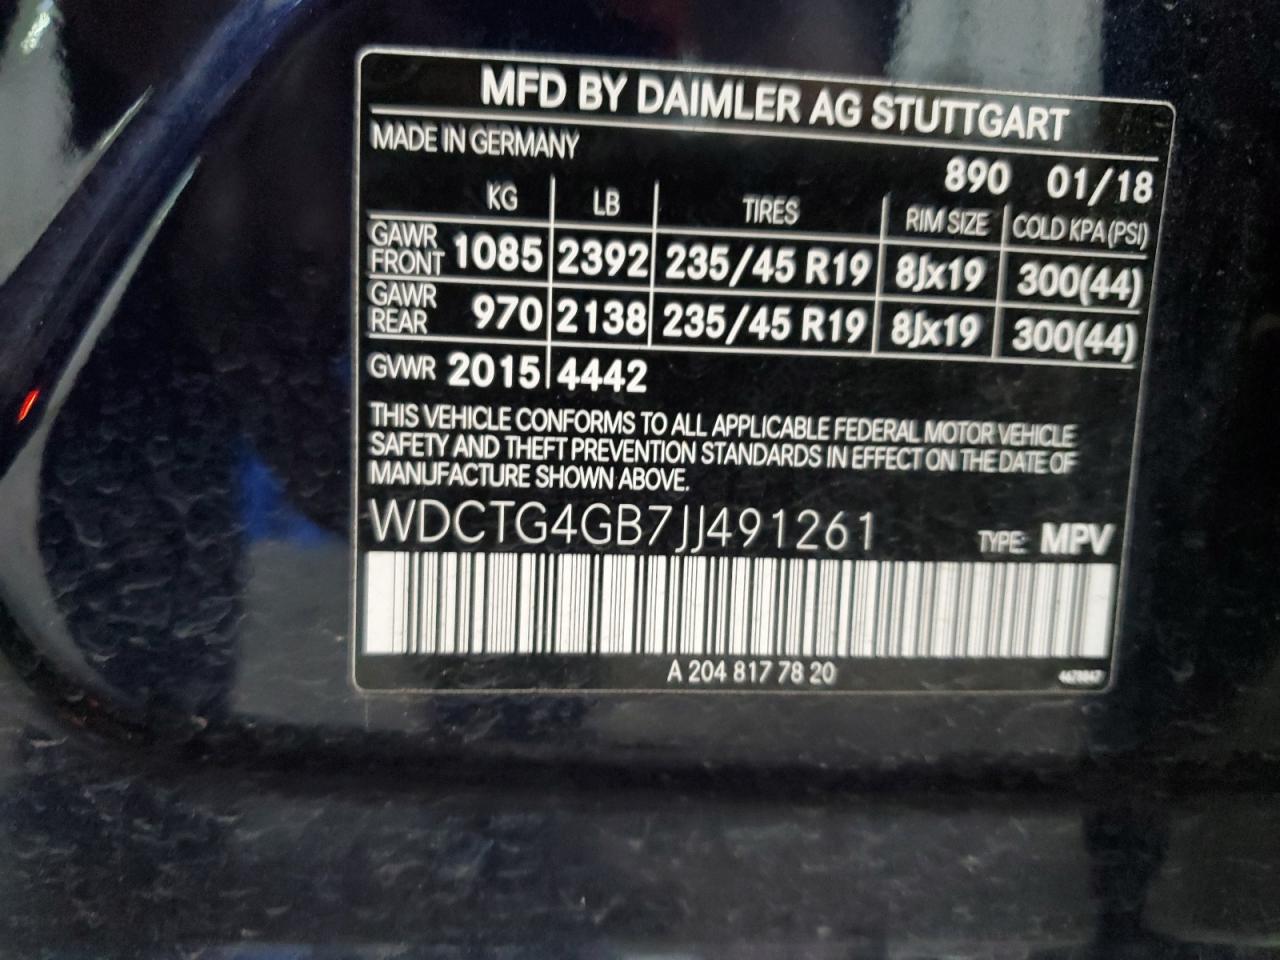 MFD BY DAIMLER AG STUTTGART
MADE IN GERMANY
890 01/18
KG LB TIRES RIM SIZE COLD KPA (PSI)
GAWR FRONT 1085 2392 235/45 R19 8Jx19 300(44)
GAWR REAR 970 2138 235/45 R19 8Jx19 300(44)
GVWR 2015 4442
THIS VEHICLE CONFORMS TO ALL APPLICABLE FEDERAL MOTOR VEHICLE
SAFETY AND THEFT PREVENTION STANDARDS IN EFFECT ON THE DATE OF
MANUFACTURE SHOWN ABOVE.
WDCTG4GB7JJ491261 TYPE: MPV
A 204 817 78 20